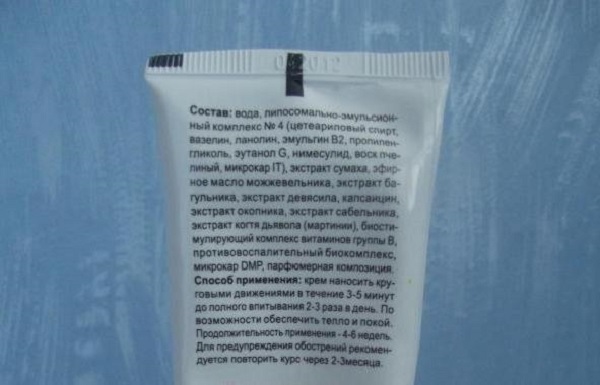 Состав: вода, липосомально-эмульсион-
ный комплекс № 4 (цетеариловый спирт,
вазелин, ланолин, эмульгин В2, пропилен-
гликоль, эутанол G, нимесулид, воск пче-
линый, микрокар IT), экстракт сумаха, эфир-
ное масло можжевельника, экстракт ба-
гульника, экстракт девясила, капсаицин,
экстракт окопника, экстракт сабельника,
экстракт когтя дьявола (мартинии), биости-
мулирующий комплекс витаминов группы В,
противовоспалительный биокомплекс,
микрокар DMP, парфюмерная композиция.
Способ применения: крем наносить кру-
говыми движениями в течение 3-5 минут
до полного впитывания 2-3 раза в день. По
возможности обеспечить тепло и покой.
Продолжительность применения - 4-6 недель.
Для предупреждения обострений рекомен-
дуется повторить курс через 2-3месяца.